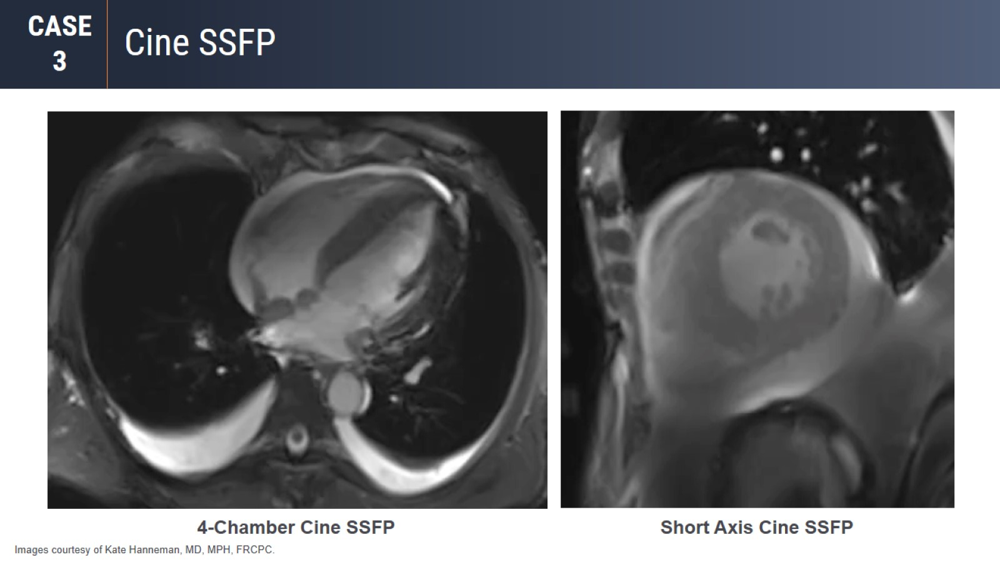 CASE
3
Cine SSFP
4-Chamber Cine SSFP
Short Axis Cine SSFP
Images courtesy of Kate Hanneman, MD, MPH, FRCPC.